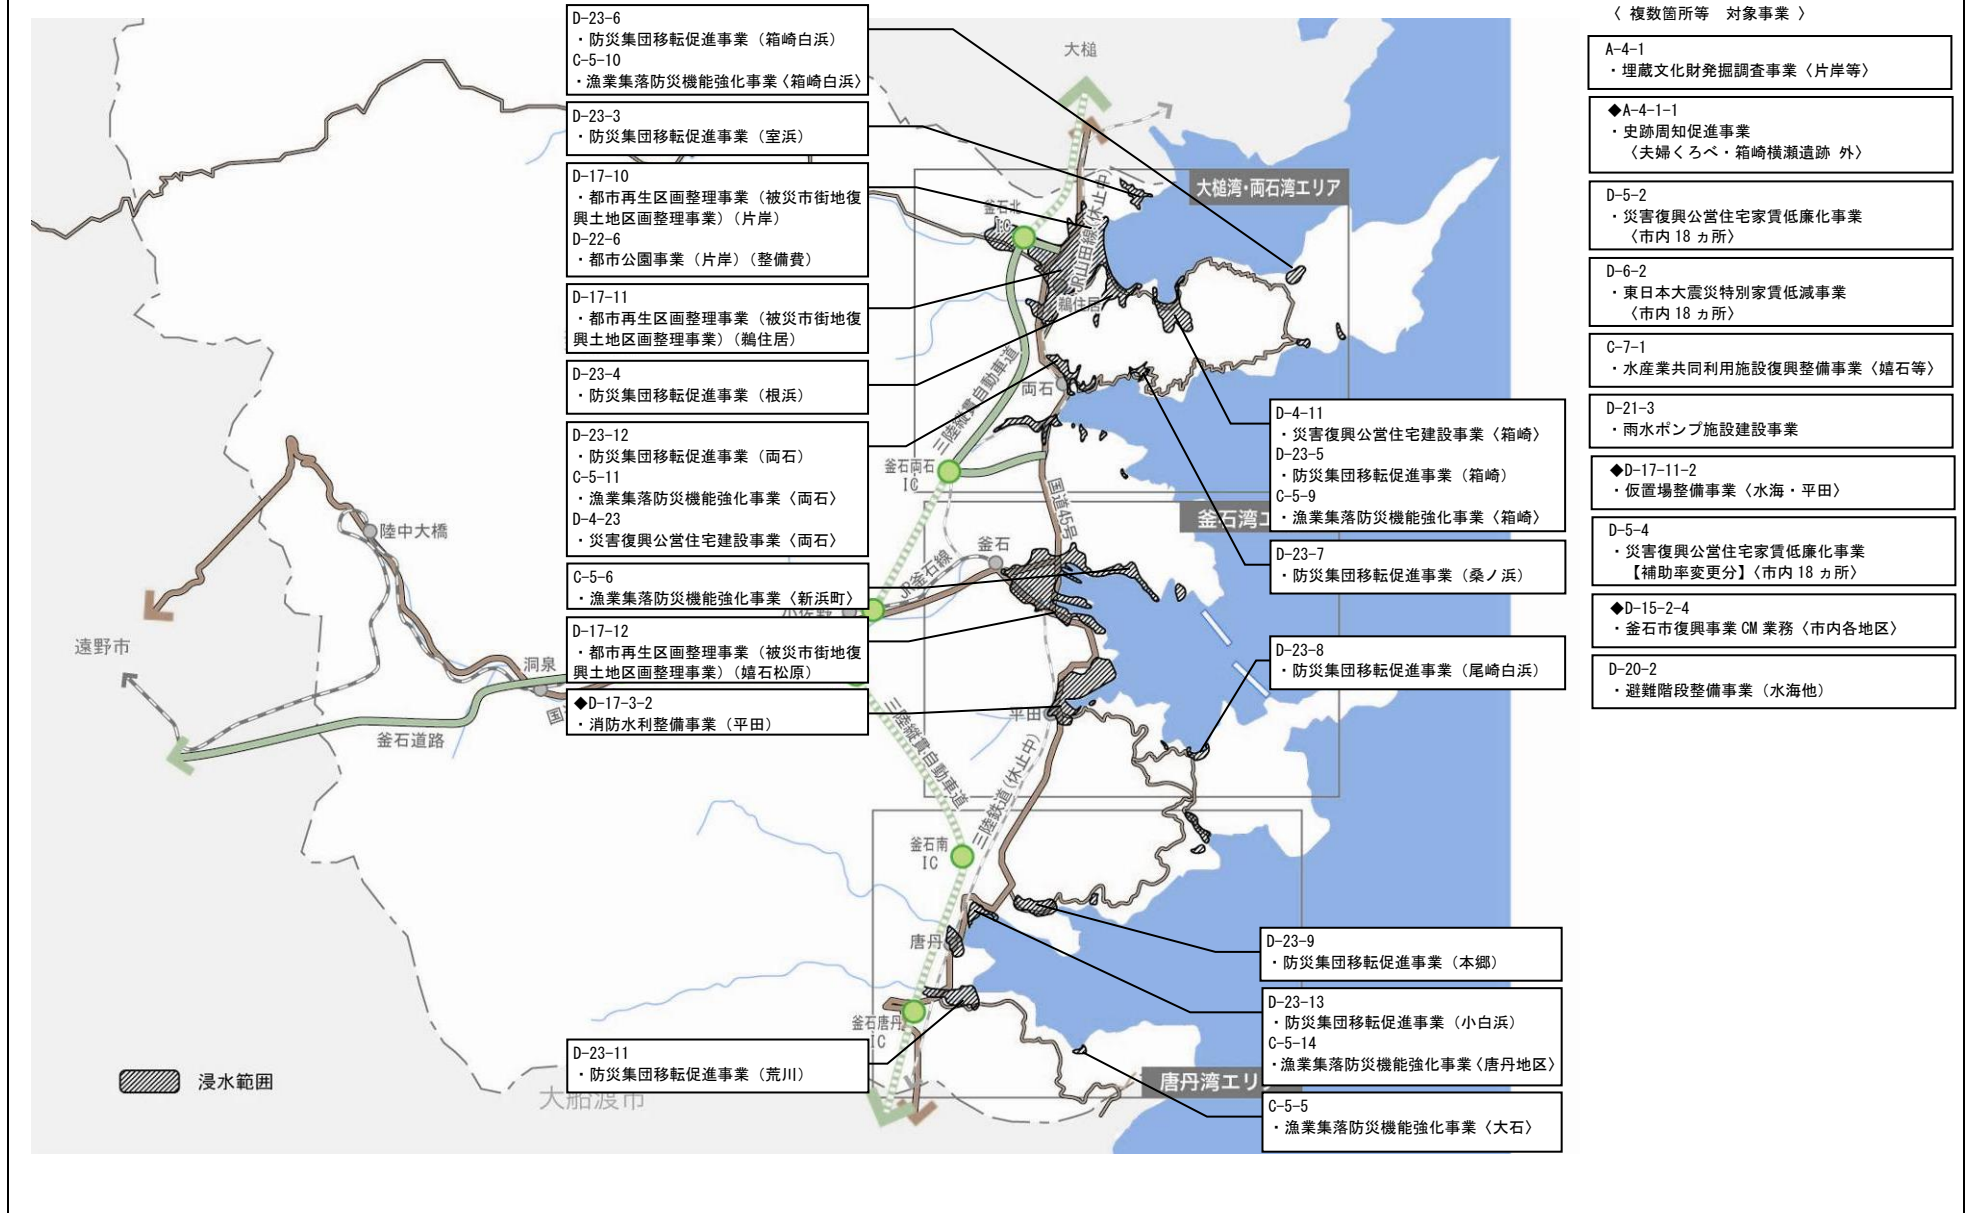 D-23-6
・防災集団移転促進事業（箱崎白浜）
C-5-10
・漁業集落防災機能強化事業〈箱崎白浜〉
D-23-3
・防災集団移転促進事業（室浜）
D-17-10
・都市再生区画整理事業（被災市街地復
興土地区画整理事業）（片岸）
D-22-6
・都市公園事業（片岸）（整備費）
D-17-11
・都市再生区画整理事業（被災市街地復
興土地区画整理事業）（鵜住居）
D-23-4
・防災集団移転促進事業（根浜）
D-23-12
・防災集団移転促進事業（両石）
C-5-11
・漁業集落防災機能強化事業〈両石〉
D-4-23
・災害復興公営住宅建設事業〈両石〉
C-5-6
・漁業集落防災機能強化事業〈新浜町〉
D-17-12
・都市再生区画整理事業（被災市街地復
興土地区画整理事業）（嬉石松原）
◆D-17-3-2
・消防水利整備事業（平田）
D-23-11
・防災集団移転促進事業（荒川）
大槌
大槌湾・両石湾エリア
釜石北
IC
JR山田線(休止中)
鵜住居
三陸縦貫自動車道
両石
釜石両石
IC
国道45号
釜石湾エ
釜石
JR釜石線
小佐野
陸中大橋
遠野市
洞泉
国道
釜石道路
平田
三陸縦貫自動車道
三陸鉄道(休止中)
釜石南
IC
唐丹
釜石唐丹
IC
唐丹湾エリア
大船渡市
浸水範囲
D-4-11
・災害復興公営住宅建設事業〈箱崎〉
D-23-5
・防災集団移転促進事業（箱崎）
C-5-9
・漁業集落防災機能強化事業〈箱崎〉
D-23-7
・防災集団移転促進事業（桑ノ浜）
D-23-8
・防災集団移転促進事業（尾崎白浜）
D-23-9
・防災集団移転促進事業（本郷）
D-23-13
・防災集団移転促進事業（小白浜）
C-5-14
・漁業集落防災機能強化事業〈唐丹地区〉
C-5-5
・漁業集落防災機能強化事業〈大石〉
〈 複数箇所等　対象事業 〉
A-4-1
・埋蔵文化財発掘調査事業〈片岸等〉
◆A-4-1-1
・史跡周知促進事業
〈夫婦くろべ・箱崎横瀬遺跡 外〉
D-5-2
・災害復興公営住宅家賃低廉化事業
〈市内 18 ヵ所〉
D-6-2
・東日本大震災特別家賃低減事業
〈市内 18 ヵ所〉
C-7-1
・水産業共同利用施設復興整備事業〈嬉石等〉
D-21-3
・雨水ポンプ施設建設事業
◆D-17-11-2
・仮置場整備事業〈水海・平田〉
D-5-4
・災害復興公営住宅家賃低廉化事業
【補助率変更分】〈市内 18 ヵ所〉
◆D-15-2-4
・釜石市復興事業 CM 業務〈市内各地区〉
D-20-2
・避難階段整備事業（水海他）